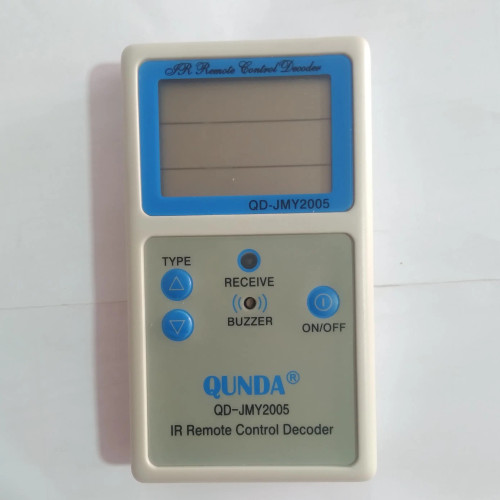 IR Remote Control Decoder
QD-JMY2005
TYPE
RECEIVE
BUZZER
ON/OFF
QUNDA®
QD-JMY2005
IR Remote Control Decoder